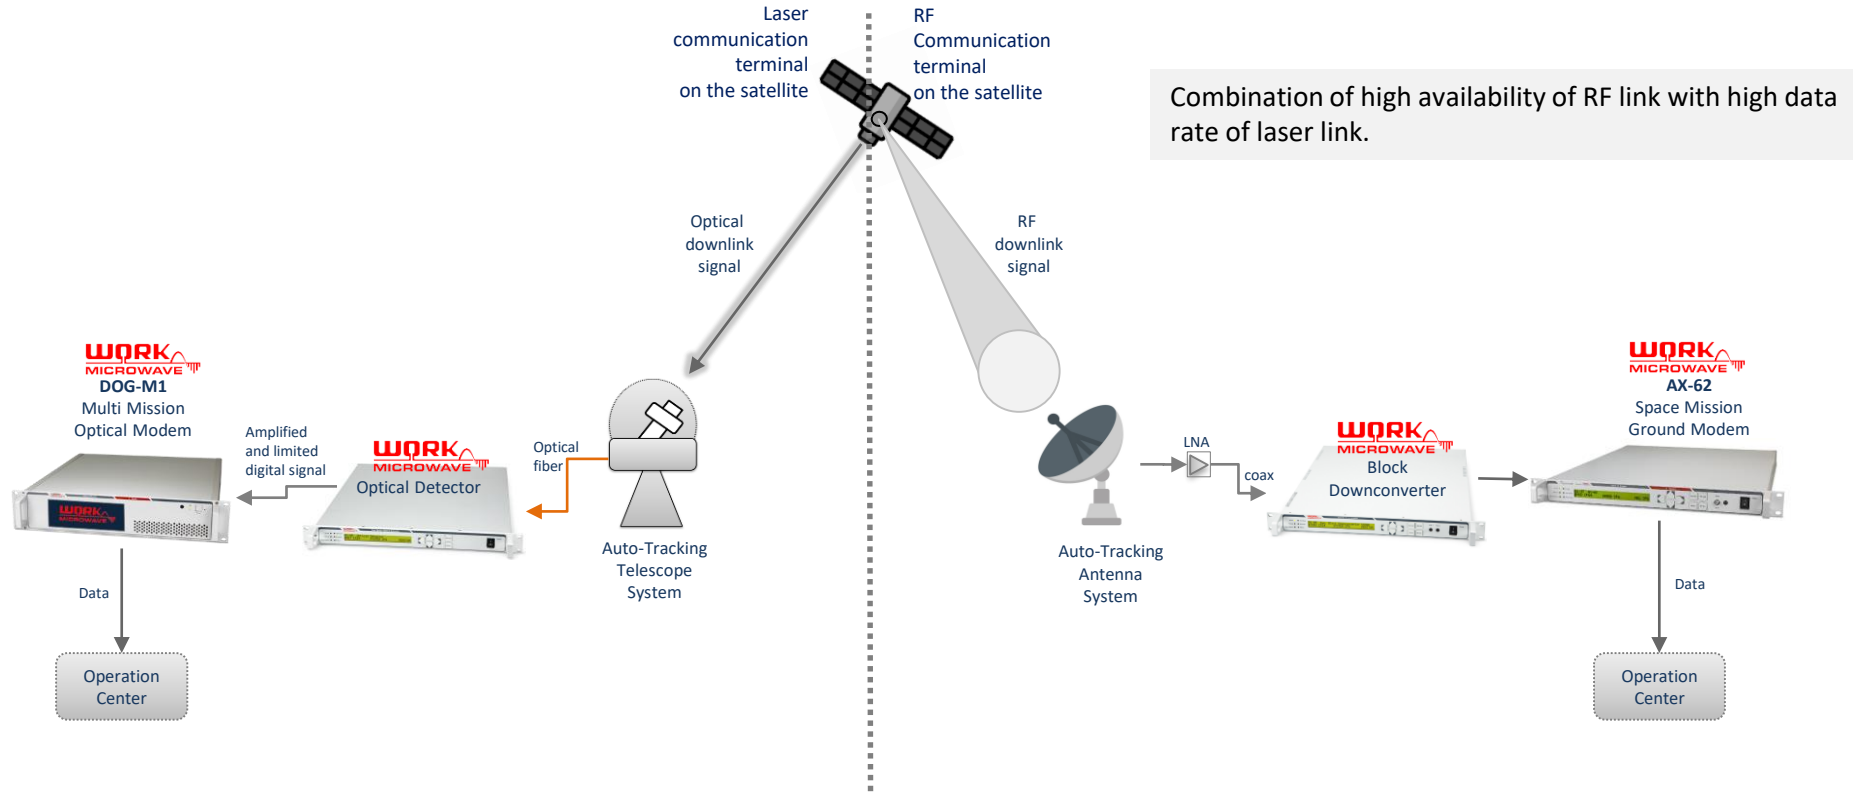 Laser
communication
terminal
on the satellite
RF
Communication
terminal
on the satellite
Combination of high availability of RF link with high data
rate of laser link.
Optical
downlink
signal
RF
downlink
signal
WORK
MICROWAVE
DOG-M1
Multi Mission
Optical Modem
Amplified
and limited
digital signal
WORK
MICROWAVE
Optical Detector
Optical
fiber
WORK
MICROWAVE
Auto-Tracking
Telescope
System
Data
Operation
Center
LNA
coax
Auto-Tracking
Antenna
System
WORK
MICROWAVE
Block
Downconverter
WORK
MICROWAVE
AX-62
Space Mission
Ground Modem
Data
Operation
Center